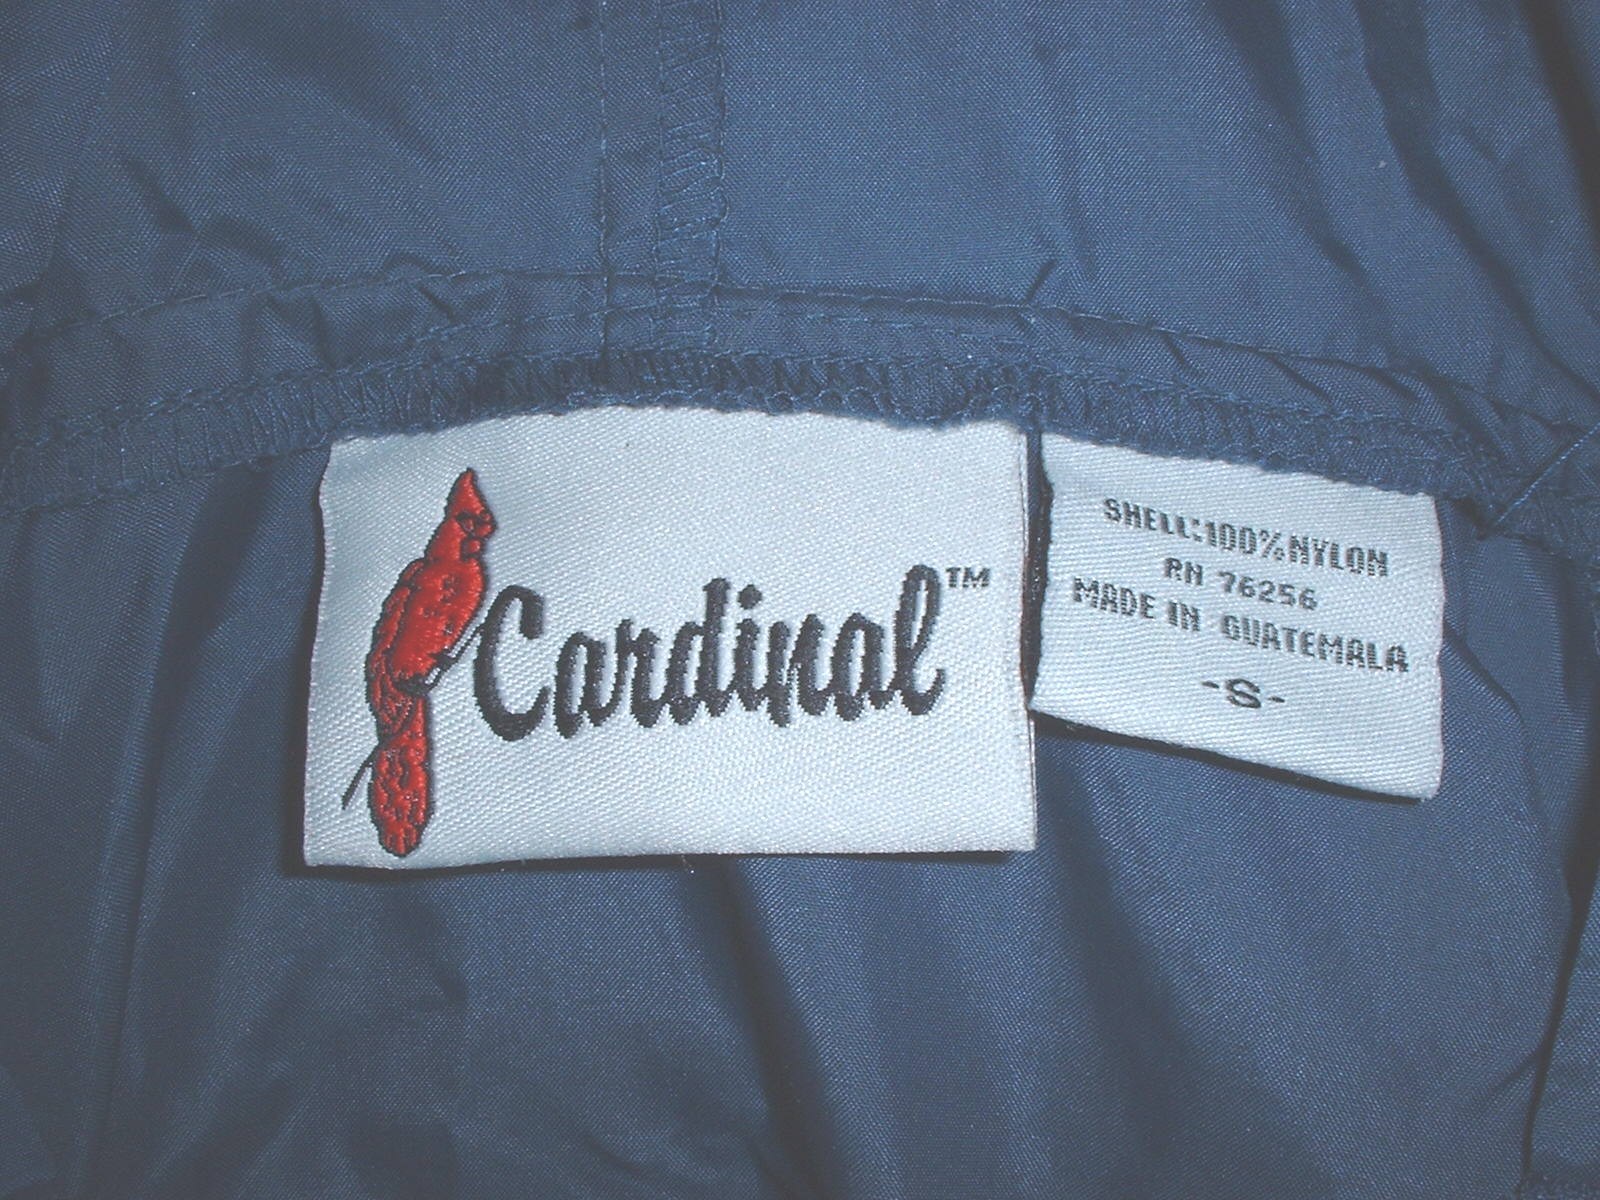 Cardinal™
SHELL:100%NYLON
RN 76256
MADE IN GUATEMALA
-S-